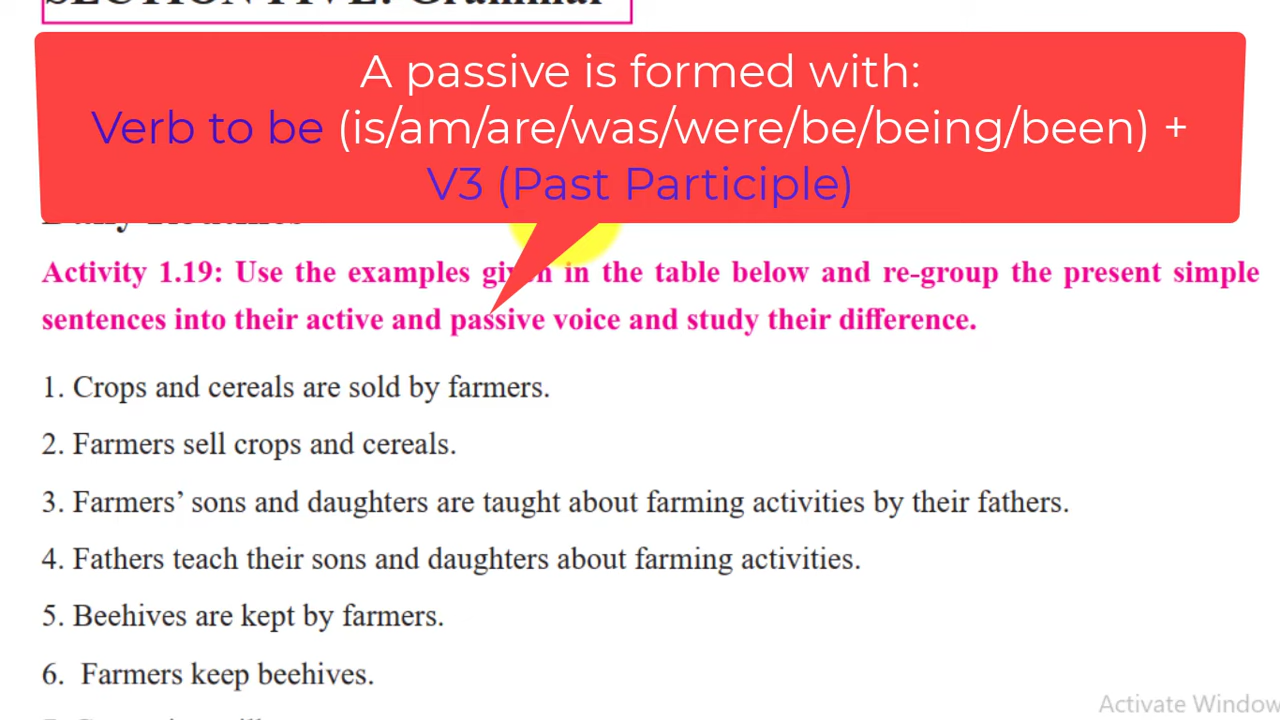 SECTION FIVE: Grammar
A passive is formed with:
Verb to be (is/am/are/was/were/be/being/been) +
V3 (Past Participle)
Activity 1.19: Use the examples given in the table below and re-group the present simple
sentences into their active and passive voice and study their difference.
1. Crops and cereals are sold by farmers.
2. Farmers sell crops and cereals.
3. Farmers’ sons and daughters are taught about farming activities by their fathers.
4. Fathers teach their sons and daughters about farming activities.
5. Beehives are kept by farmers.
6. Farmers keep beehives.
Activate Window